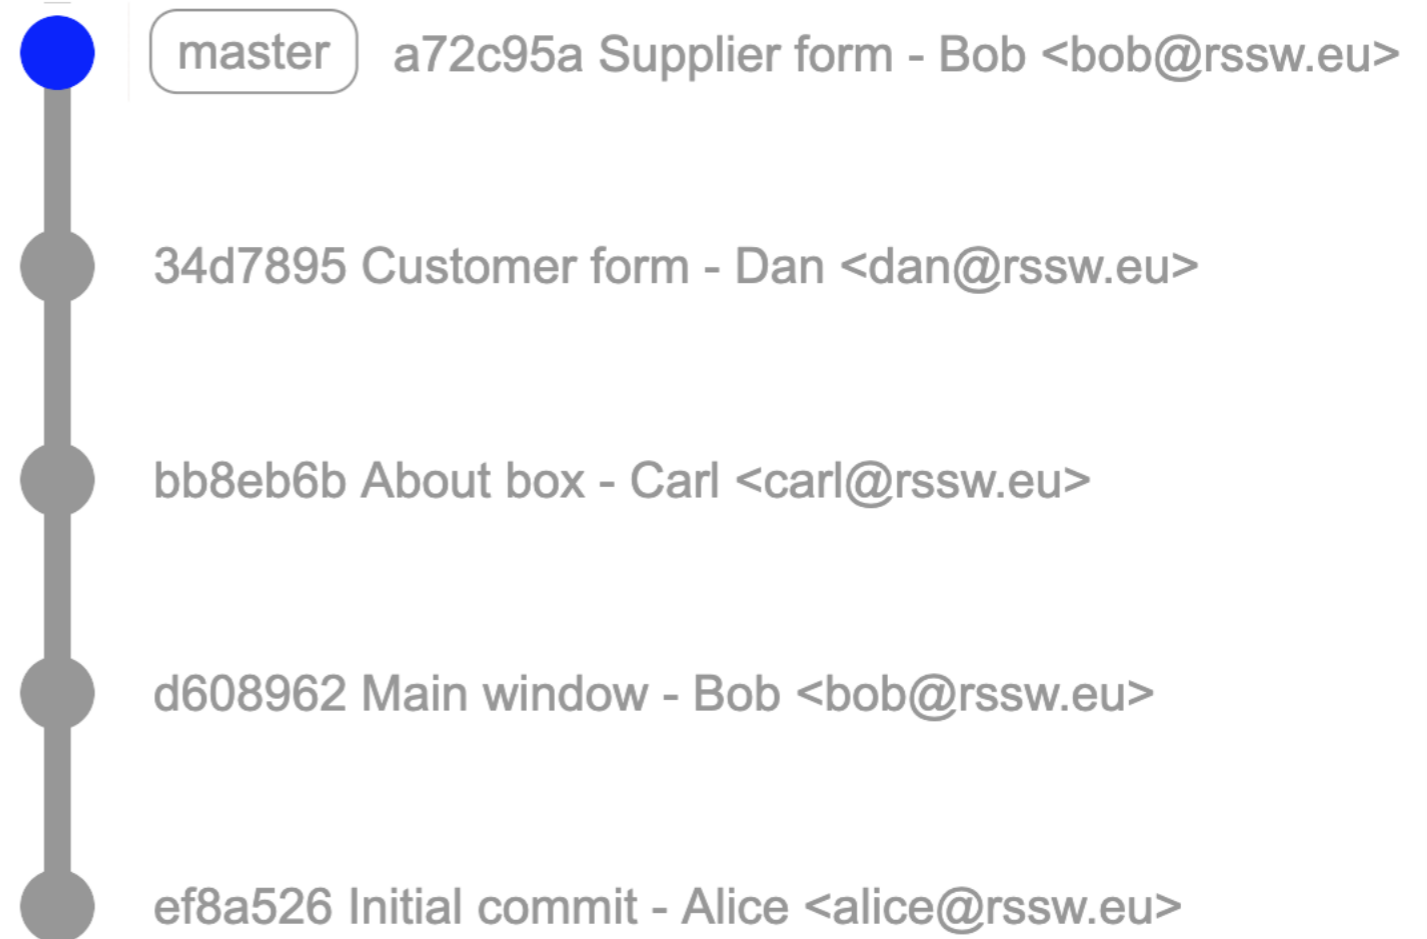 master a72c95a Supplier form - Bob <bob@rssw.eu>
34d7895 Customer form - Dan <dan@rssw.eu>
bb8eb6b About box - Carl <carl@rssw.eu>
d608962 Main window - Bob <bob@rssw.eu>
ef8a526 Initial commit - Alice <alice@rssw.eu>